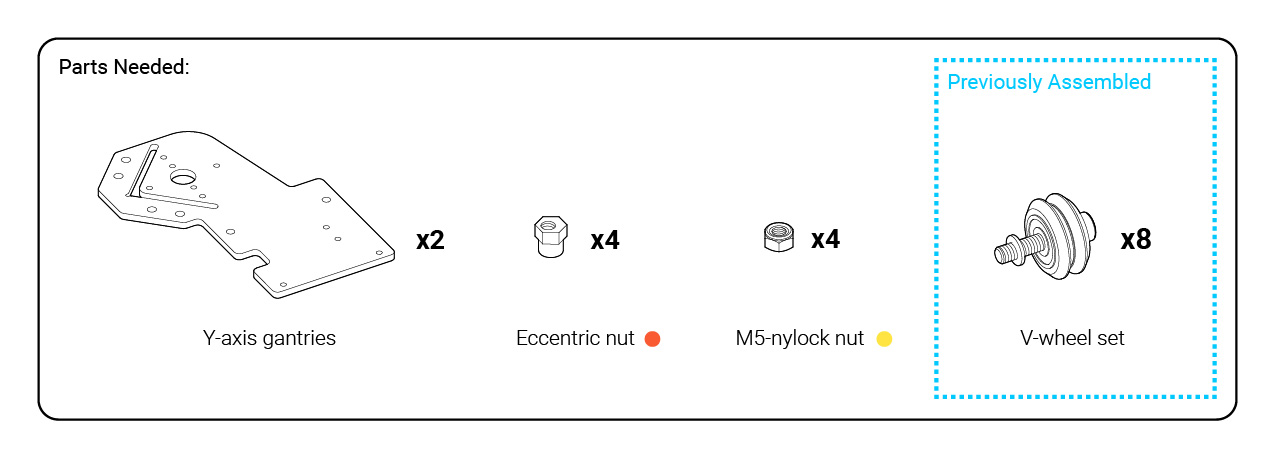 Parts Needed:
Previously Assembled
x2
x4
x4
x8
Y-axis gantries
Eccentric nut
M5-nylock nut
V-wheel set